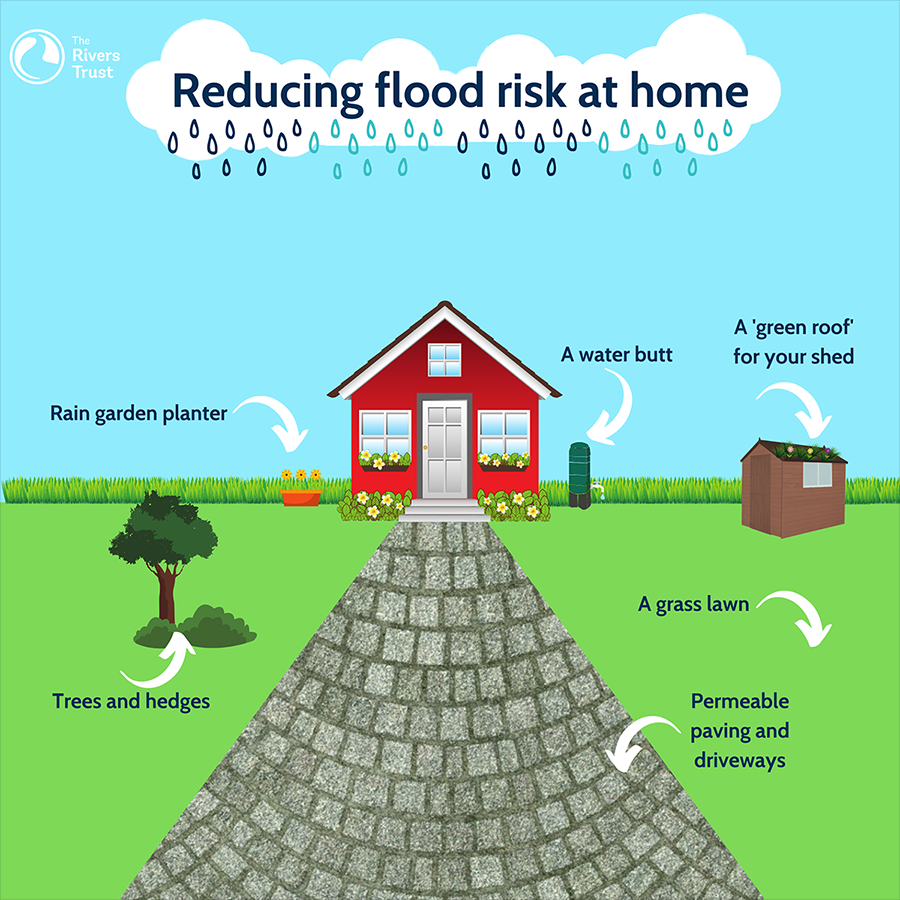 The
Rivers
Trust
Reducing flood risk at home
A 'green roof'
for your shed
A water butt
Rain garden planter
A grass lawn
Trees and hedges
Permeable
paving and
driveways